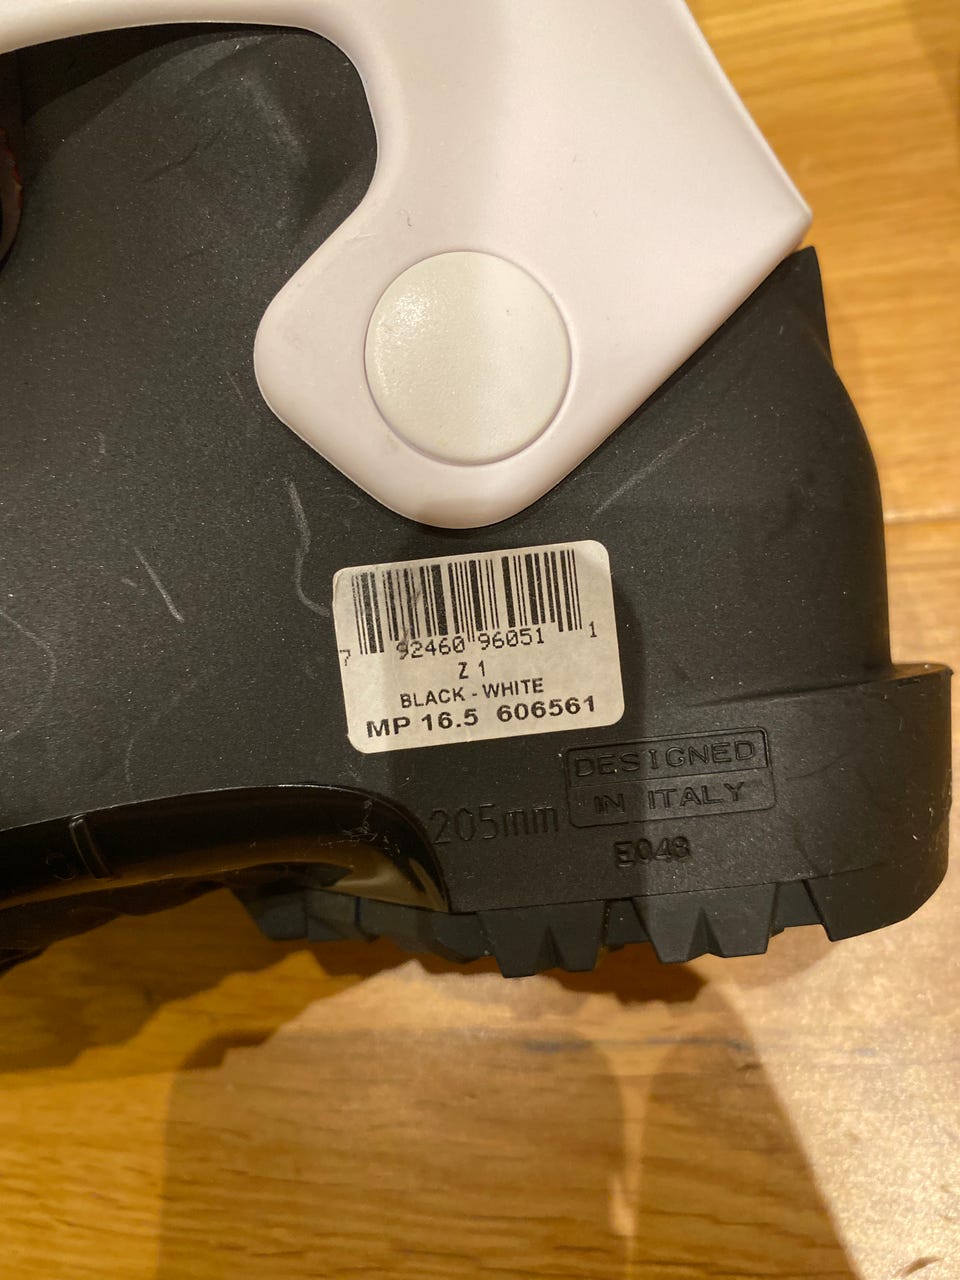 7 92460 96051 1
Z 1
BLACK - WHITE
MP 16.5 606561
DESIGNED
IN ITALY
205mm
E048